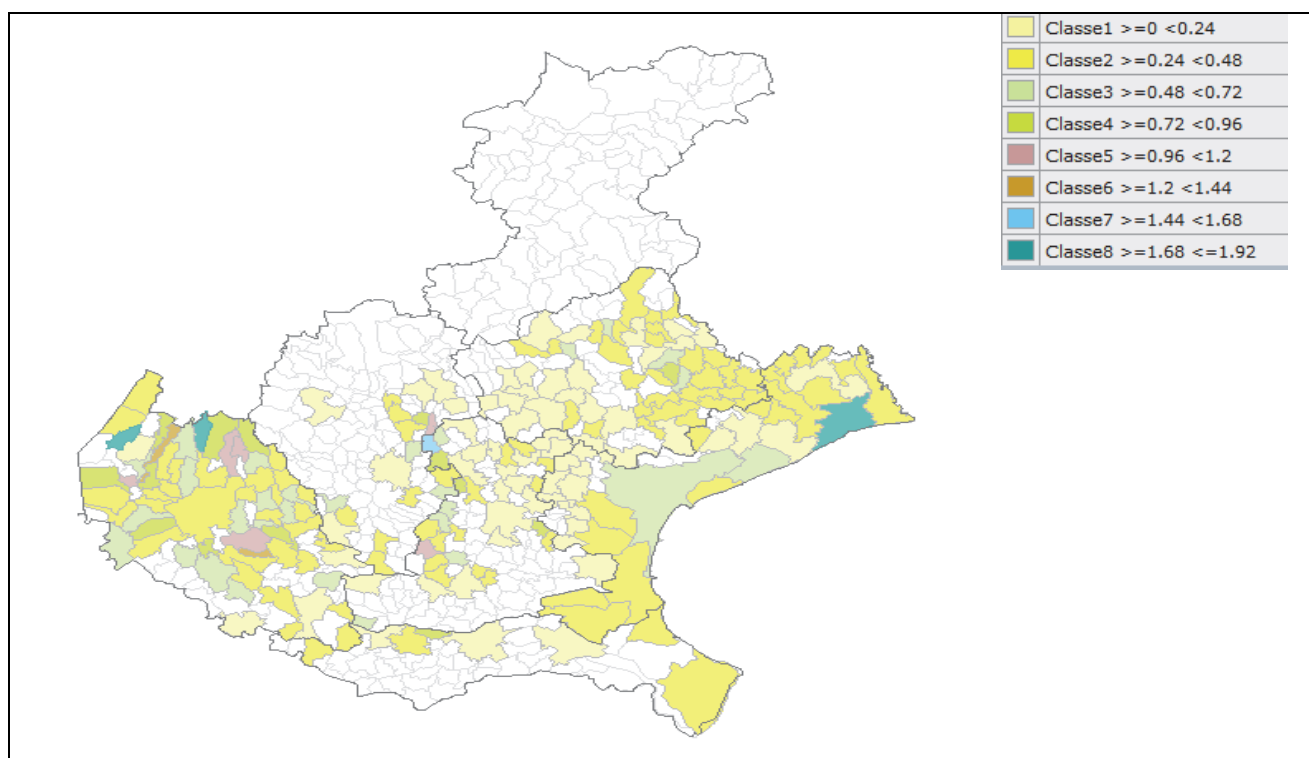 Classe1 >=0 <0.24
Classe2 >=0.24 <0.48
Classe3 >=0.48 <0.72
Classe4 >=0.72 <0.96
Classe5 >=0.96 <1.2
Classe6 >=1.2 <1.44
Classe7 >=1.44 <1.68
Classe8 >=1.68 <=1.92